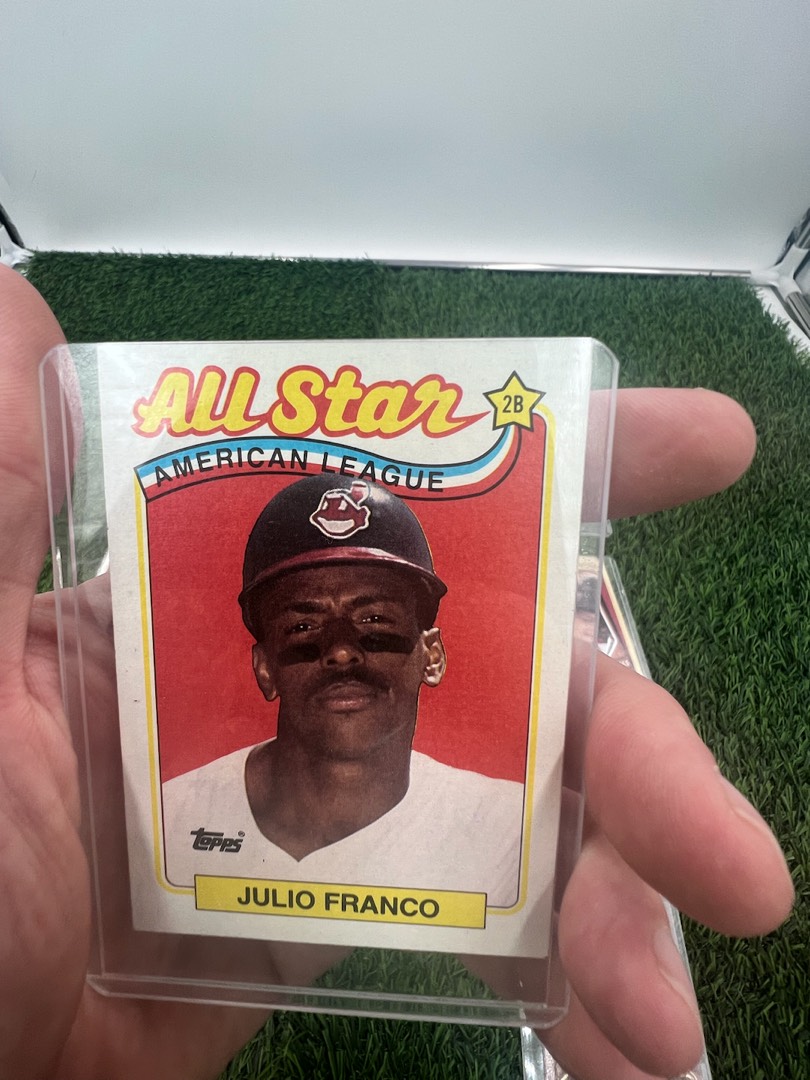 All Star
2B
AMERICAN LEAGUE
Topps®
JULIO FRANCO